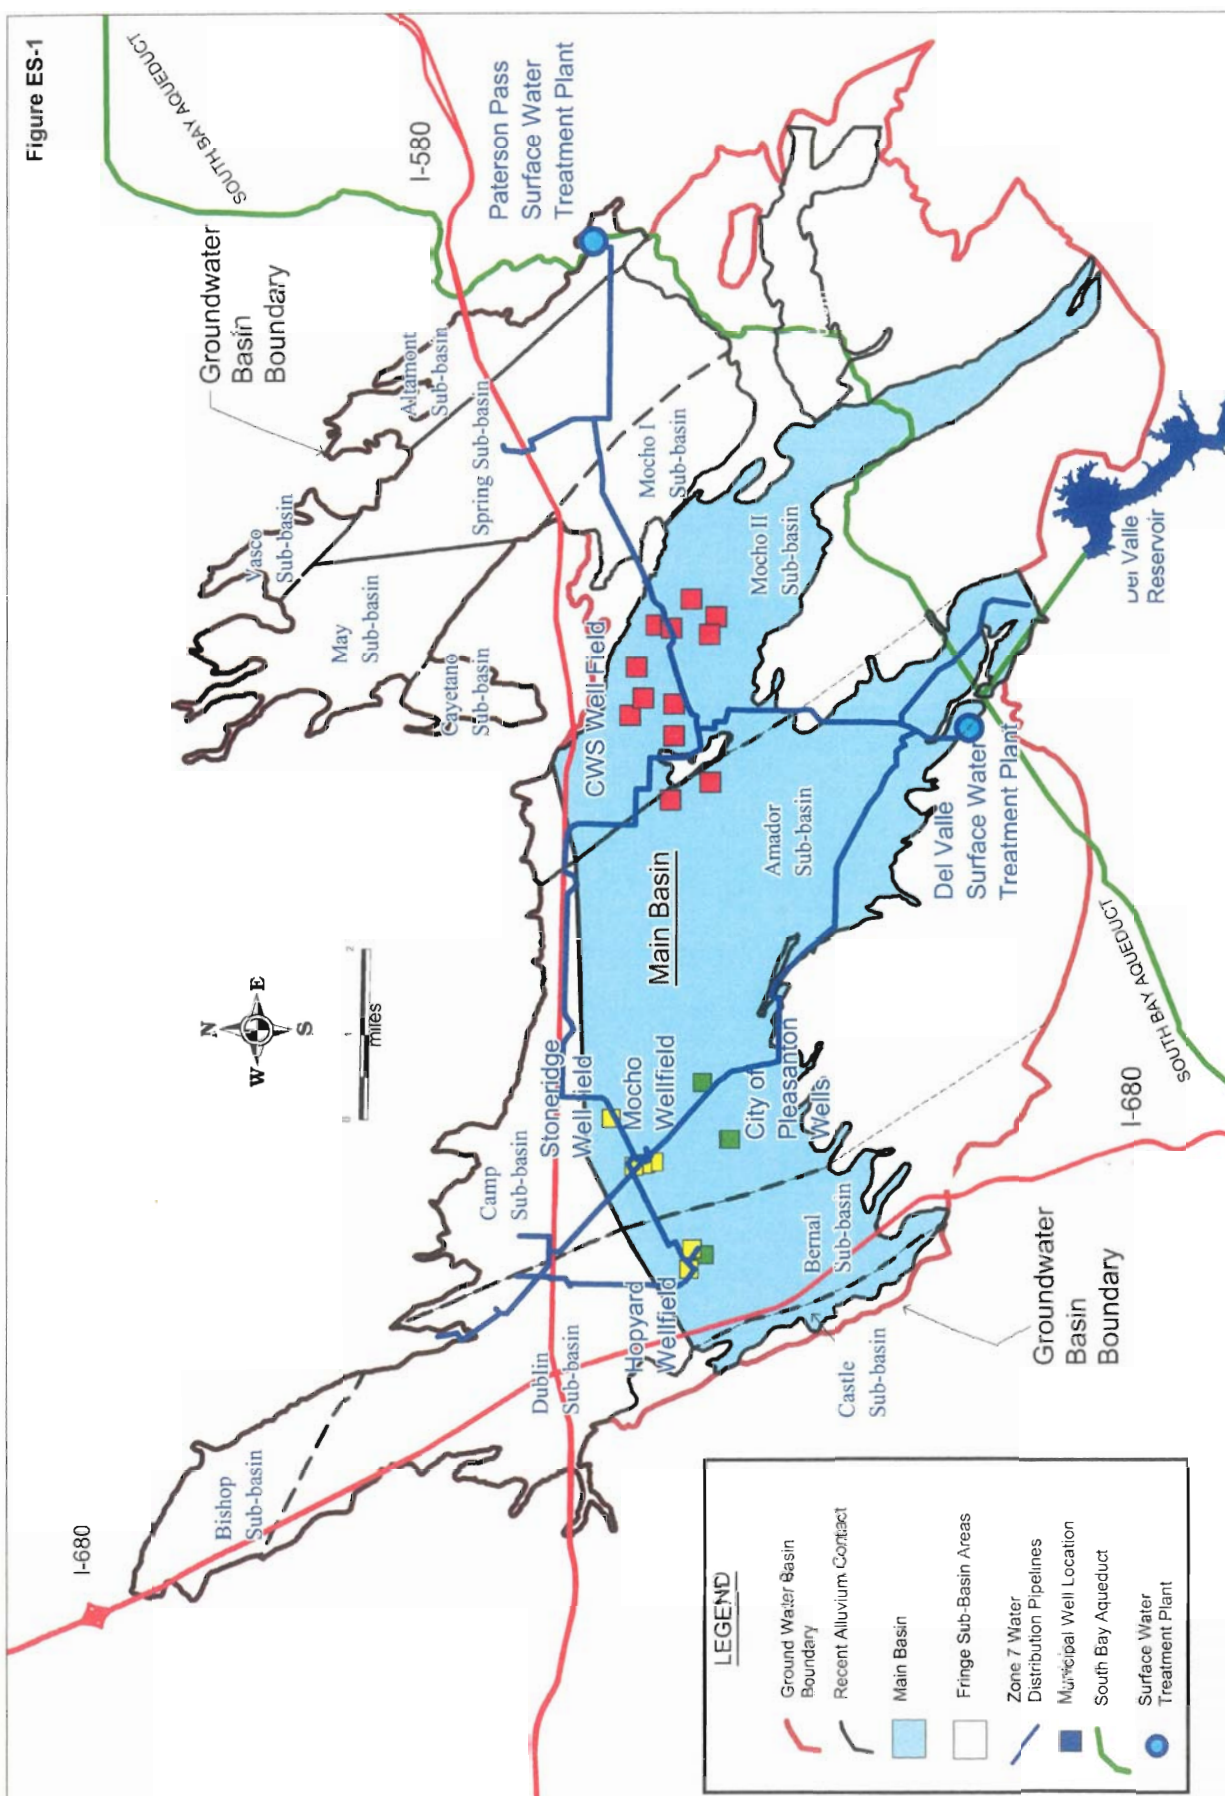 Figure ES-1
SOUTH BAY AQUEDUCT
I-580
Groundwater
Basin
Boundary
Paterson Pass
Surface Water
Treatment Plant
Altamont
Sub-basin
Vasco
Sub-basin
Spring Sub-basin
May
Sub-basin
Mocho I
Sub-basin
Cayetano
Sub-basin
Mocho II
Sub-basin
Del Valle
Reservoir
CWS Well Field
N
W
E
S
0
1
2
miles
Main Basin
Amador
Sub-basin
Del Valle
Surface Water
Treatment Plant
Stoneridge
Wellfield
Mocho
Wellfield
City of
Pleasanton
Wells
SOUTH BAY AQUEDUCT
I-680
Camp
Sub-basin
Bernal
Sub-basin
Hopyard
Wellfield
Dublin
Sub-basin
Castle
Sub-basin
Groundwater
Basin
Boundary
Bishop
Sub-basin
I-680
LEGEND
Ground Water Basin
Boundary
Recent Alluvium Contact
Main Basin
Fringe Sub-Basin Areas
Zone 7 Water
Distribution Pipelines
Municipal Well Location
South Bay Aqueduct
Surface Water
Treatment Plant